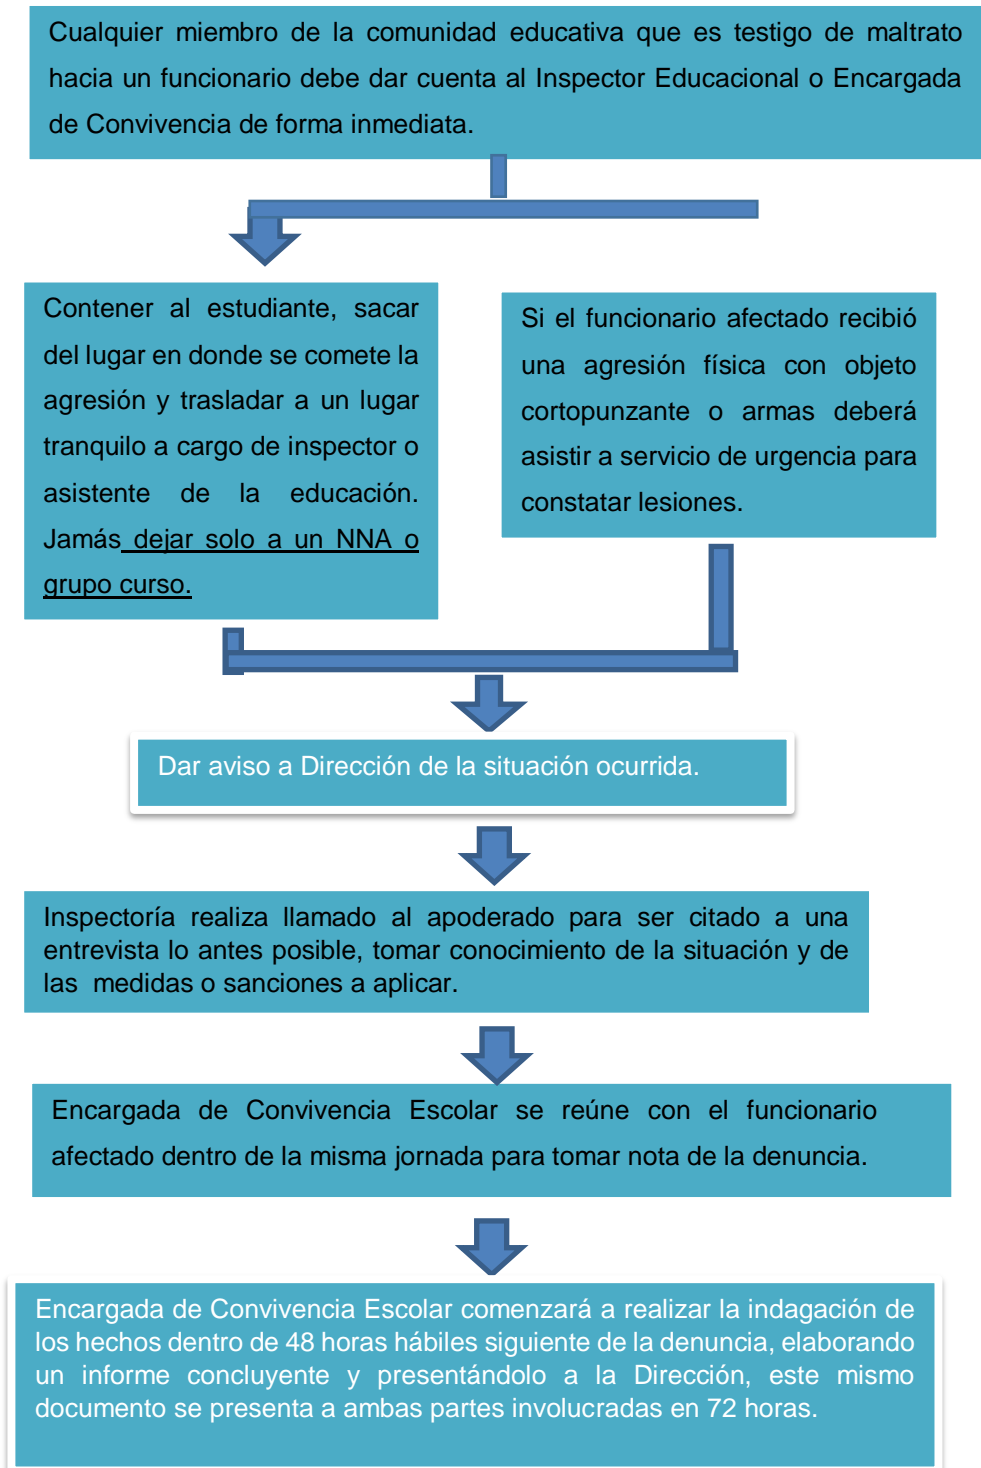 Cualquier miembro de la comunidad educativa que es testigo de maltrato
hacia un funcionario debe dar cuenta al Inspector Educacional o Encargada
de Convivencia de forma inmediata.
Contener al estudiante, sacar
del lugar en donde se comete la
agresión y trasladar a un lugar
tranquilo a cargo de inspector o
asistente de la educación.
Jamás dejar solo a un NNA o
grupo curso.
Si el funcionario afectado recibió
una agresión física con objeto
cortopunzante o armas deberá
asistir a servicio de urgencia para
constatar lesiones.
Dar aviso a Dirección de la situación ocurrida.
Inspectoría realiza llamado al apoderado para ser citado a una
entrevista lo antes posible, tomar conocimiento de la situación y de
las medidas o sanciones a aplicar.
Encargada de Convivencia Escolar se reúne con el funcionario
afectado dentro de la misma jornada para tomar nota de la denuncia.
Encargada de Convivencia Escolar comenzará a realizar la indagación de
los hechos dentro de 48 horas hábiles siguiente de la denuncia, elaborando
un informe concluyente y presentándolo a la Dirección, este mismo
documento se presenta a ambas partes involucradas en 72 horas.